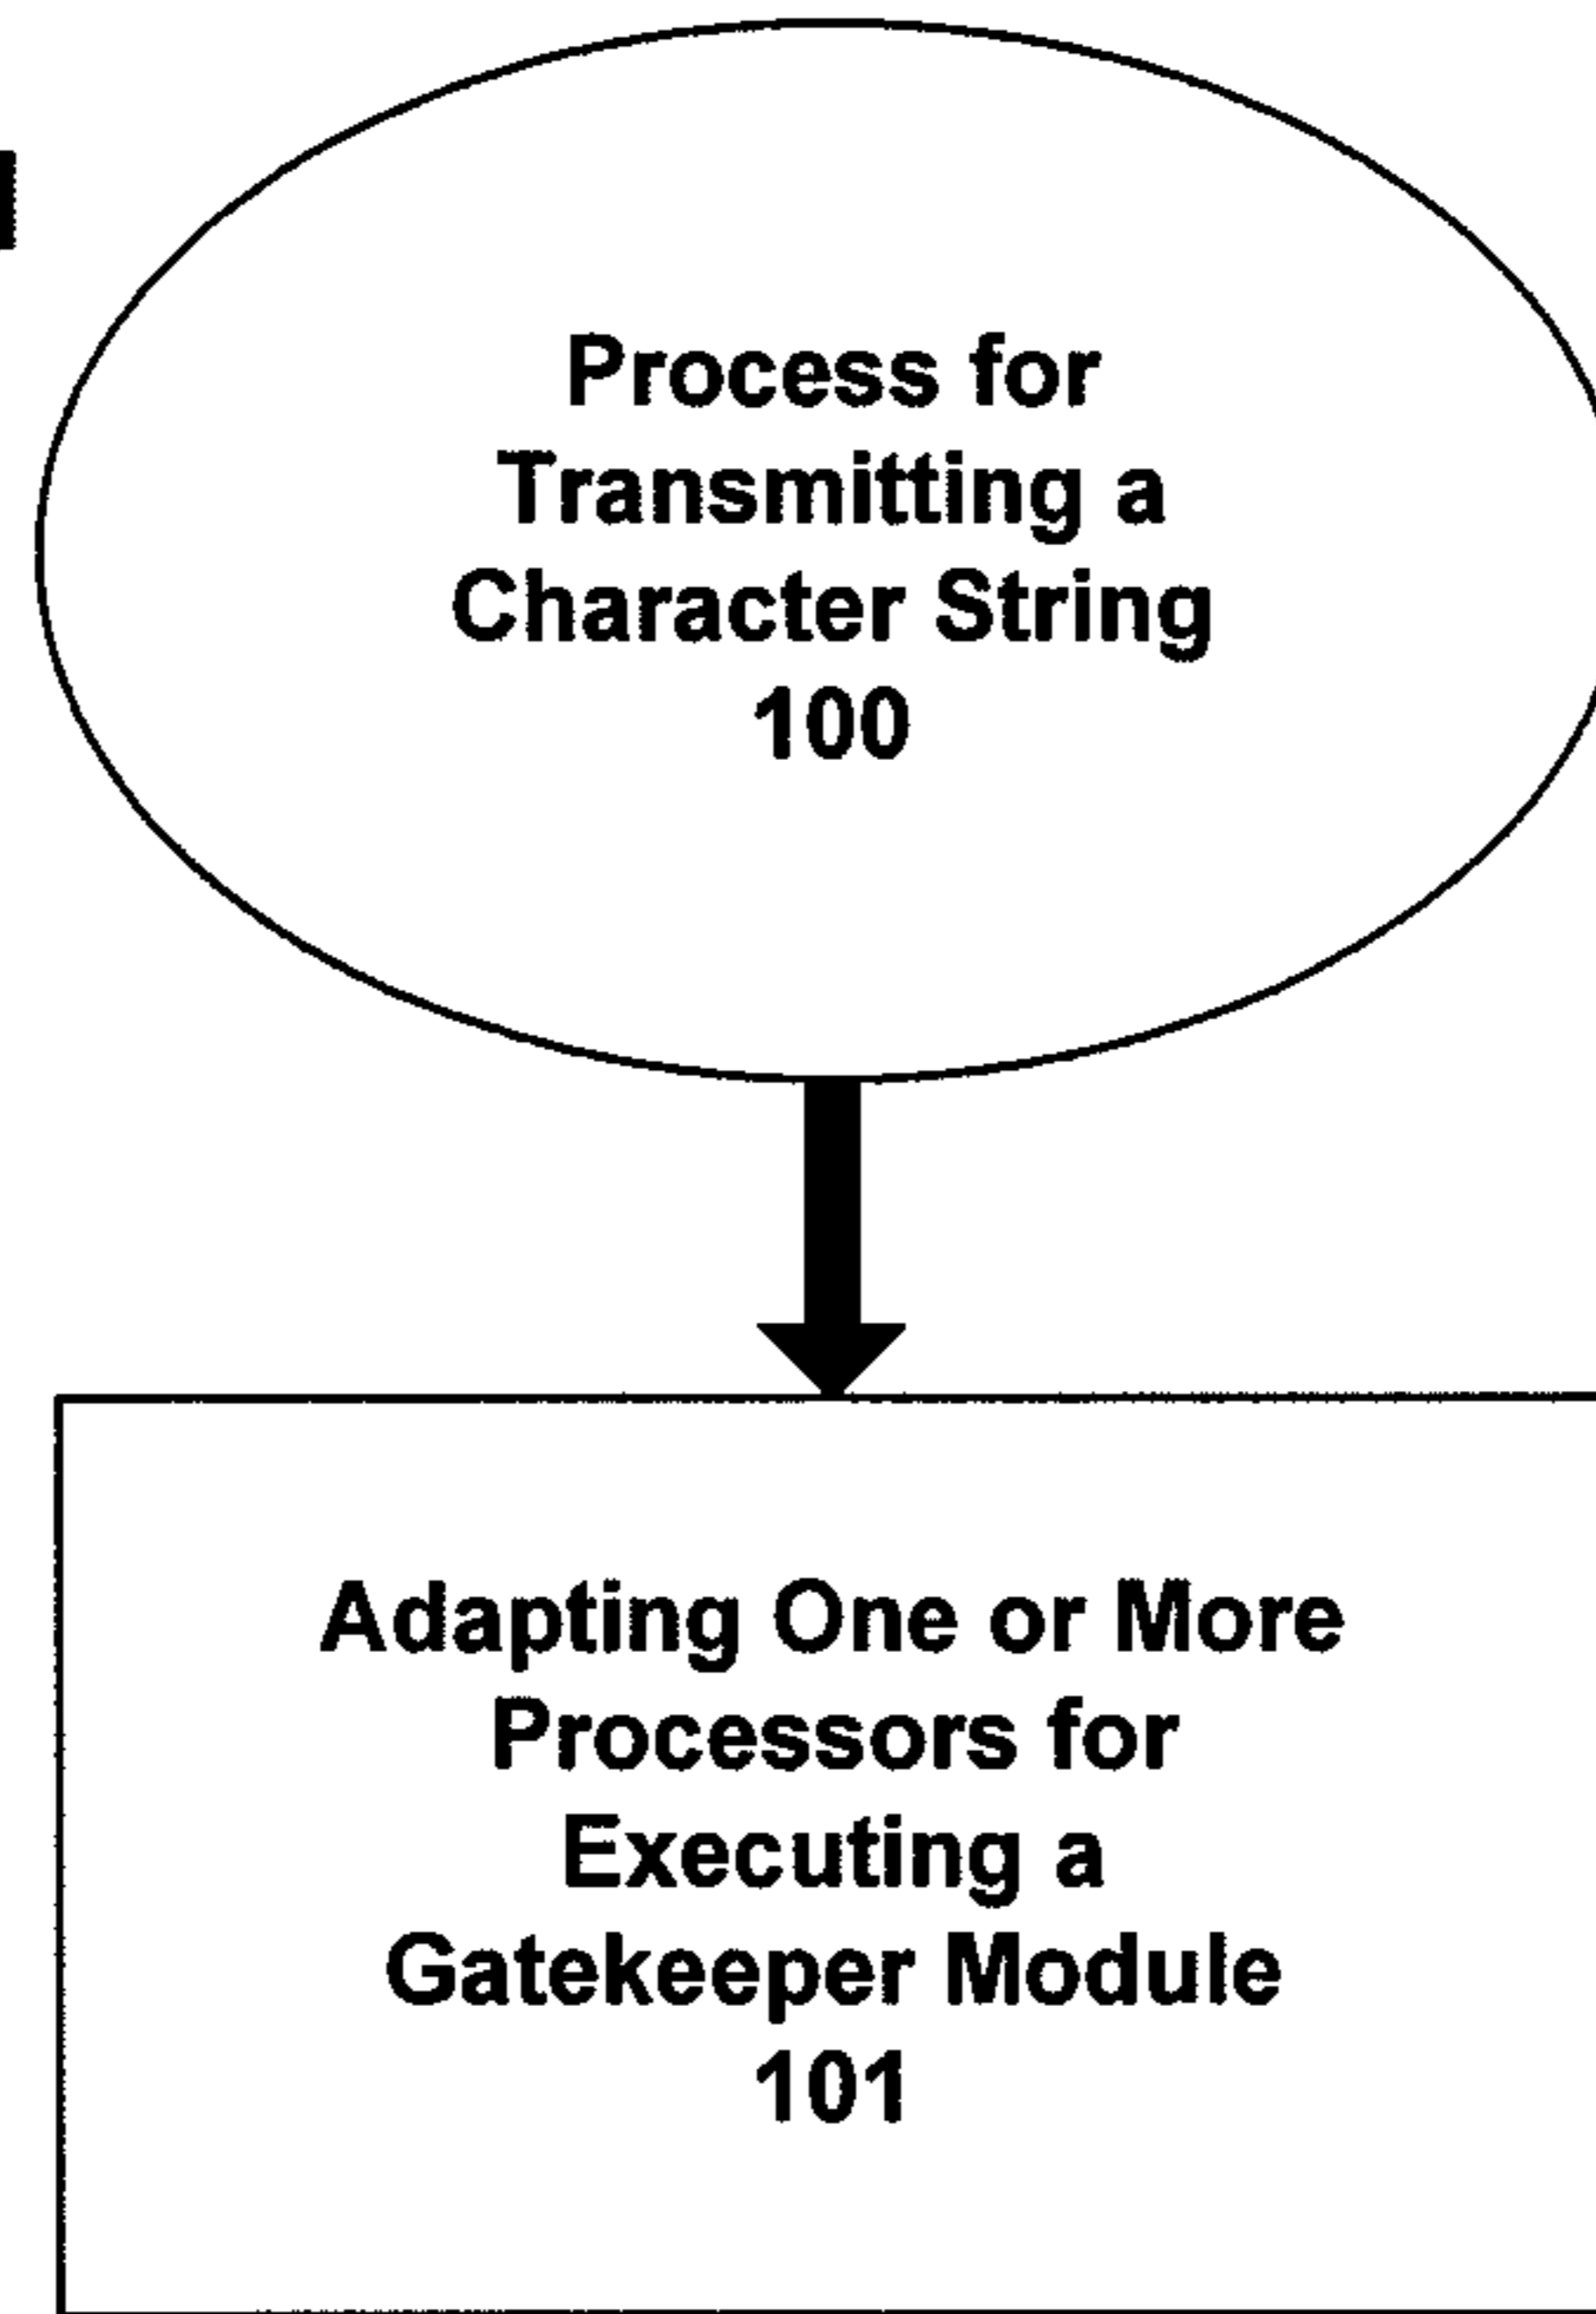 Process for
Transmitting a
Character String
100
Adapting One or More
Processors for
Executing a
Gatekeeper Module
101